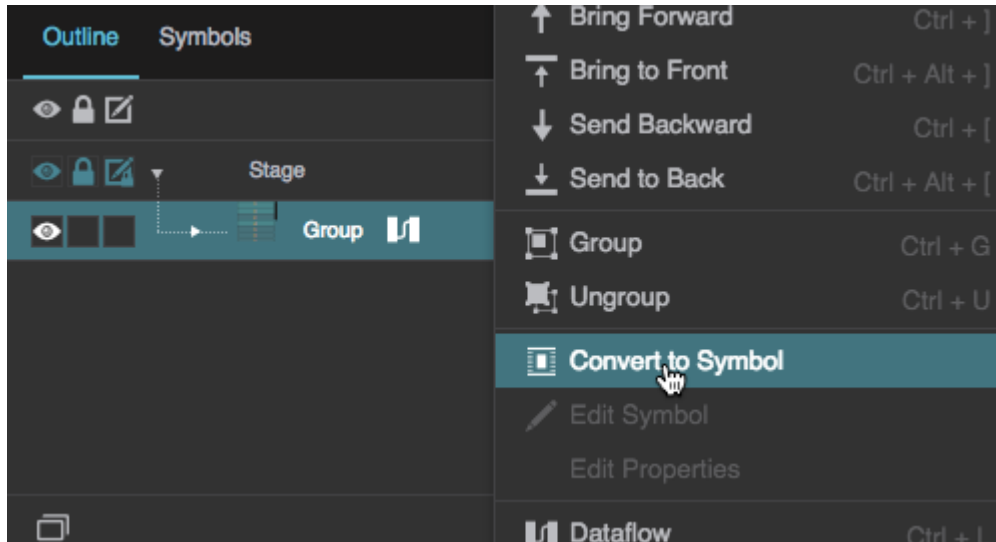 Outline Symbols
Stage
Group
Bring Forward Ctrl + ]
Bring to Front Ctrl + Alt + ]
Send Backward Ctrl + [
Send to Back Ctrl + Alt + [
Group Ctrl + G
Ungroup Ctrl + U
Convert to Symbol
Edit Symbol
Edit Properties
Dataflow Ctrl + L